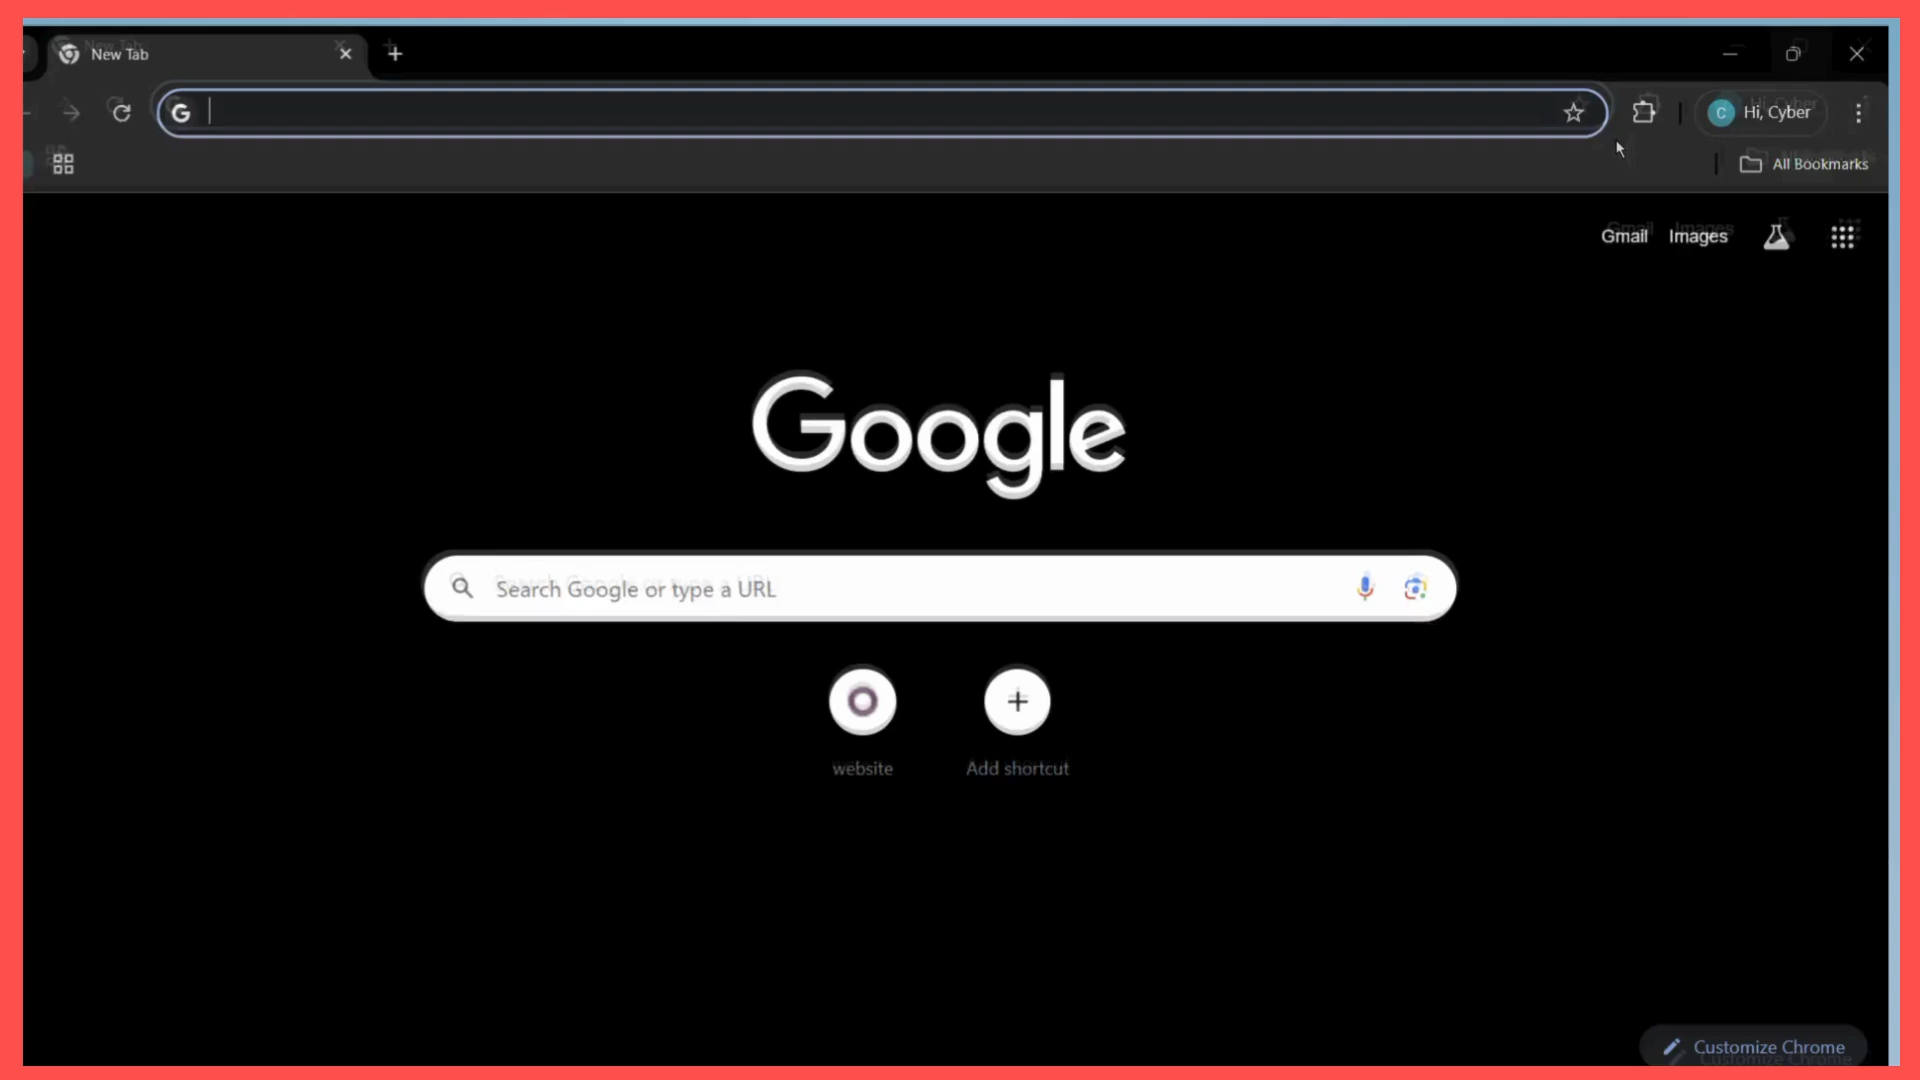 New Tab
G
C Hi, Cyber
All Bookmarks
Gmail Images
Google
Search Google or type a URL
website Add shortcut
Customize Chrome